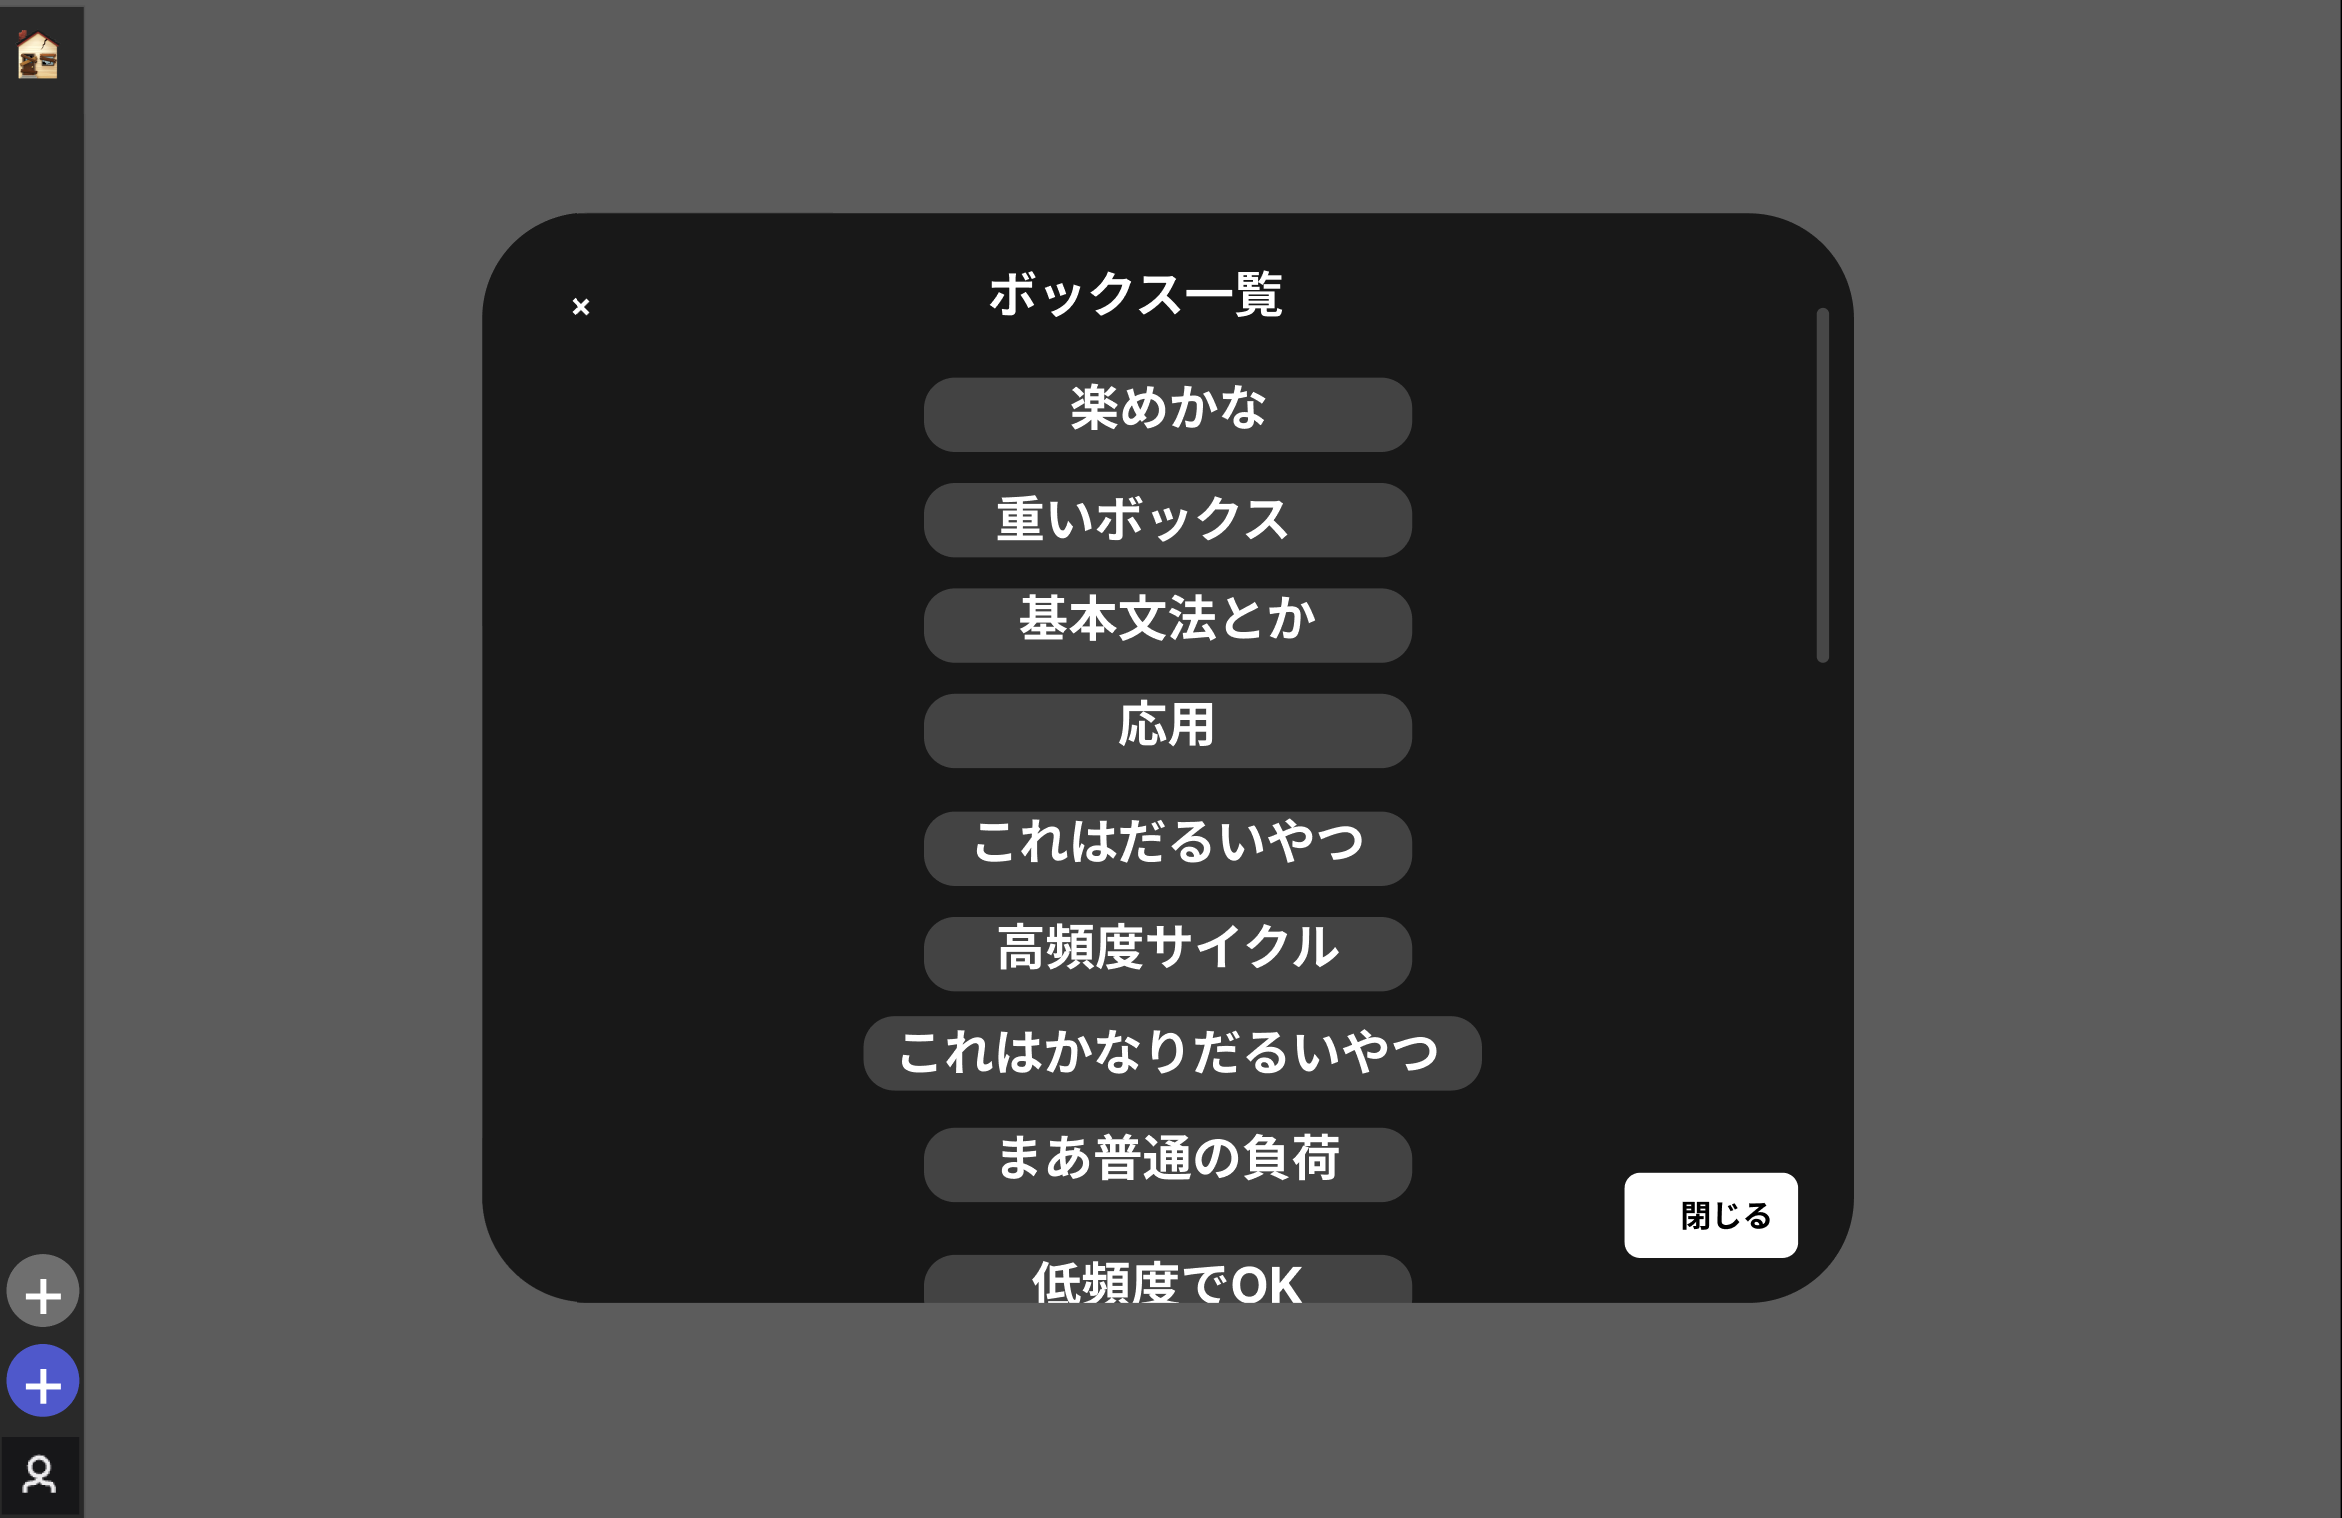 ボックス一覧
×
楽めかな
重いボックス
基本文法とか
応用
これはだるいやつ
高頻度サイクル
これはかなりだるいやつ
まあ普通の負荷
閉じる
低頻度でOK